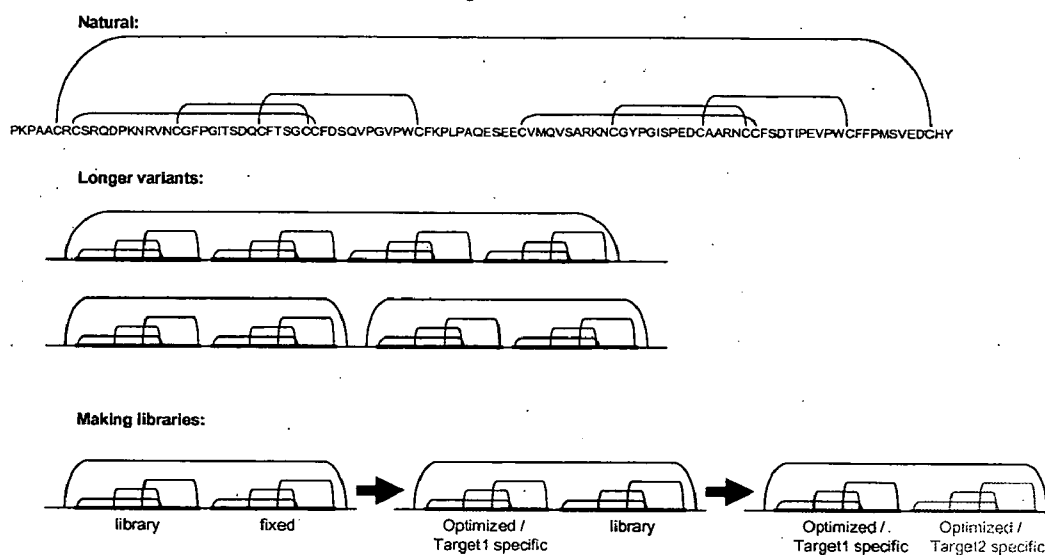 Natural:
PKPAACRCSRQDPKNRVNCGFPGITSDQCFTSGCCFDSQVPGVPWCFKPLPAQESEECVMQVSARKNCGYPGISPEDCAARNCCFSDTIPEVPWCFFPMSVEDCHY
Longer variants:
Making libraries:
library fixed Optimized / library Optimized / Optimized /
Target1 specific Target1 specific Target2 specific